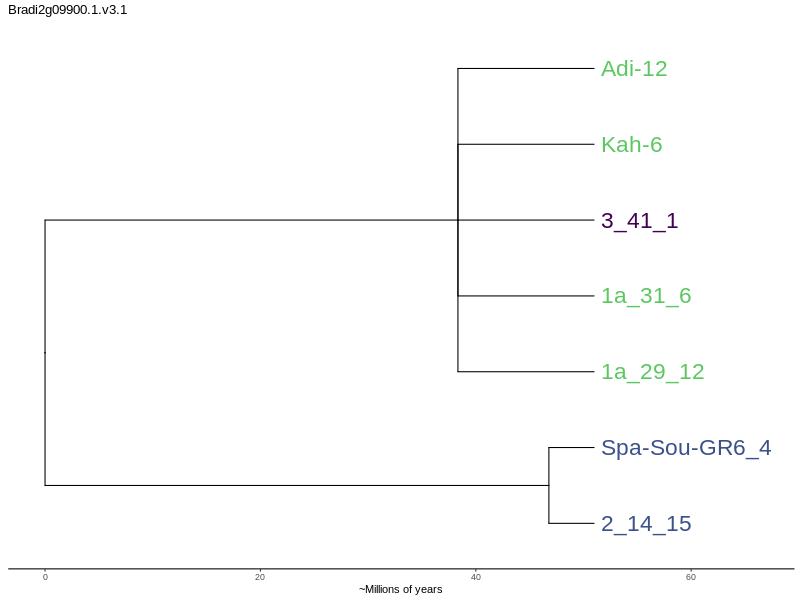 Bradi2g09900.1.v3.1
Adi-12
Kah-6
3_41_1
1a_31_6
1a_29_12
Spa-Sou-GR6_4
2_14_15
0 20 40 60
~Millions of years